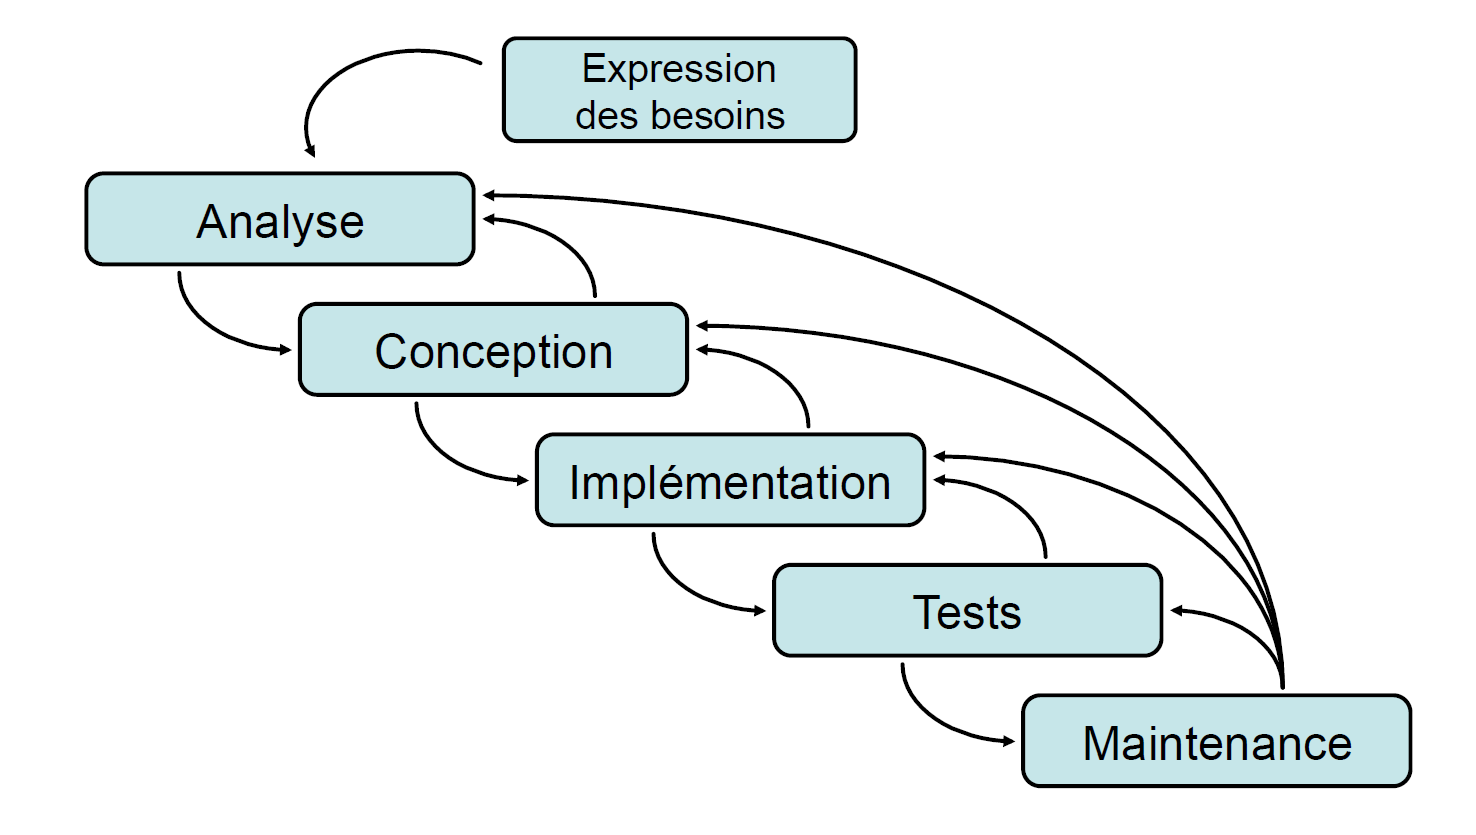 Expression
des besoins
Analyse
Conception
Implémentation
Tests
Maintenance